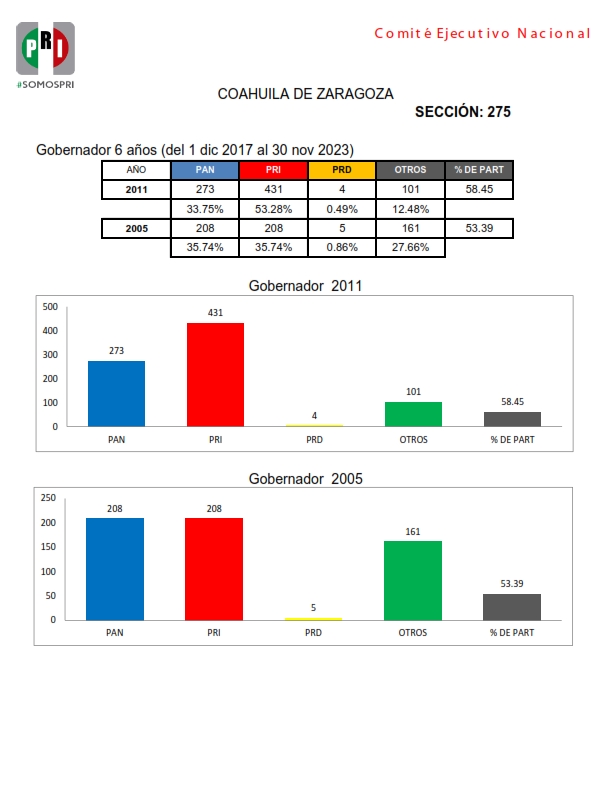 PRI
#SOMOSPRI
Comité Ejecutivo Nacional
COAHUILA DE ZARAGOZA
SECCIÓN: 275
Gobernador 6 años (del 1 dic 2017 al 30 nov 2023)
AÑO PAN PRI PRD OTROS % DE PART
2011 273 431 4 101 58.45
33.75% 53.28% 0.49% 12.48%
2005 208 208 5 161 53.39
35.74% 35.74% 0.86% 27.66%
Gobernador 2011
500
400
300
200
100
0
273
431
4
101
58.45
PAN PRI PRD OTROS % DE PART
Gobernador 2005
250
200
150
100
50
0
208
208
5
161
53.39
PAN PRI PRD OTROS % DE PART